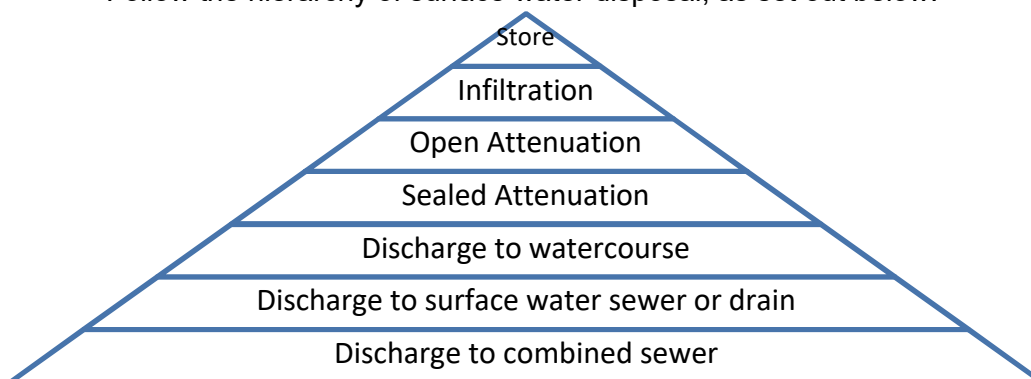 Follow the hierarchy of surface water disposal, as set out below:
Store
Infiltration
Open Attenuation
Sealed Attenuation
Discharge to watercourse
Discharge to surface water sewer or drain
Discharge to combined sewer